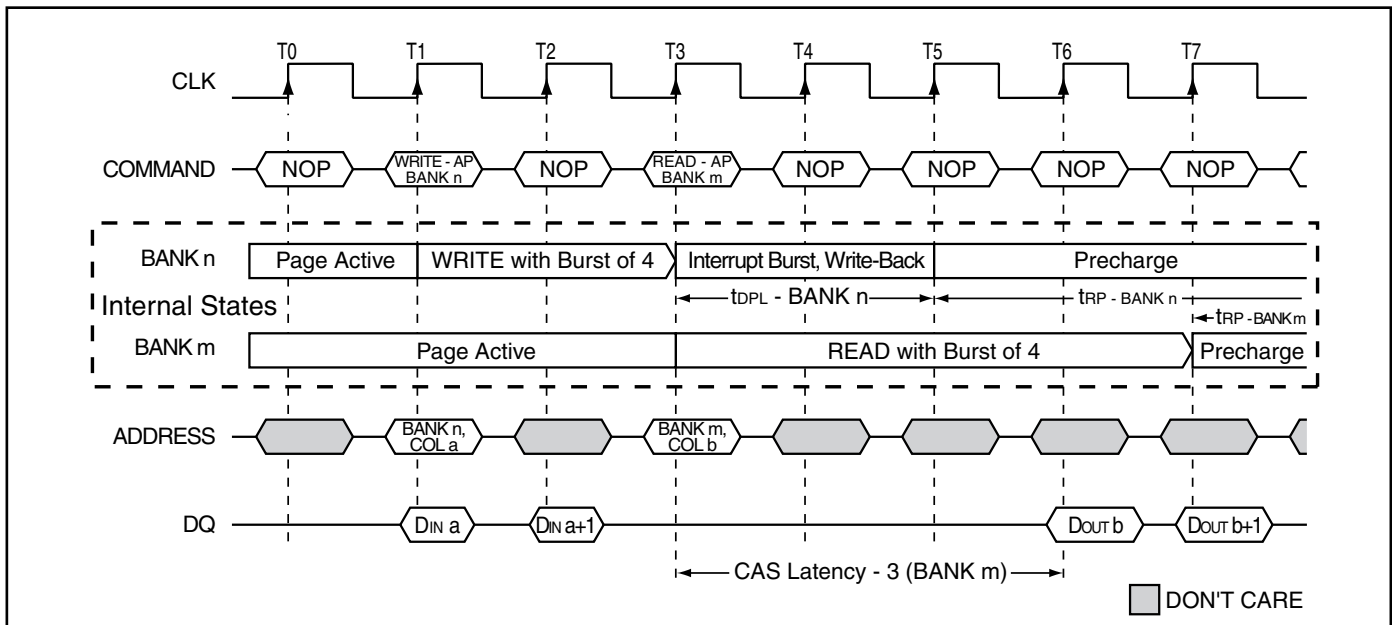 T0 T1 T2 T3 T4 T5 T6 T7
CLK
COMMAND NOP WRITE - AP BANK n NOP READ - AP BANK m NOP NOP NOP NOP
BANK n Page Active WRITE with Burst of 4 Interrupt Burst, Write-Back Precharge
Internal States tDPL - BANK n tRP - BANK n
tRP - BANK m
BANK m Page Active READ with Burst of 4 Precharge
ADDRESS BANK n, COL a BANK m, COL b
DQ DIN a DIN a+1 DOUT b DOUT b+1
CAS Latency - 3 (BANK m)
DON'T CARE